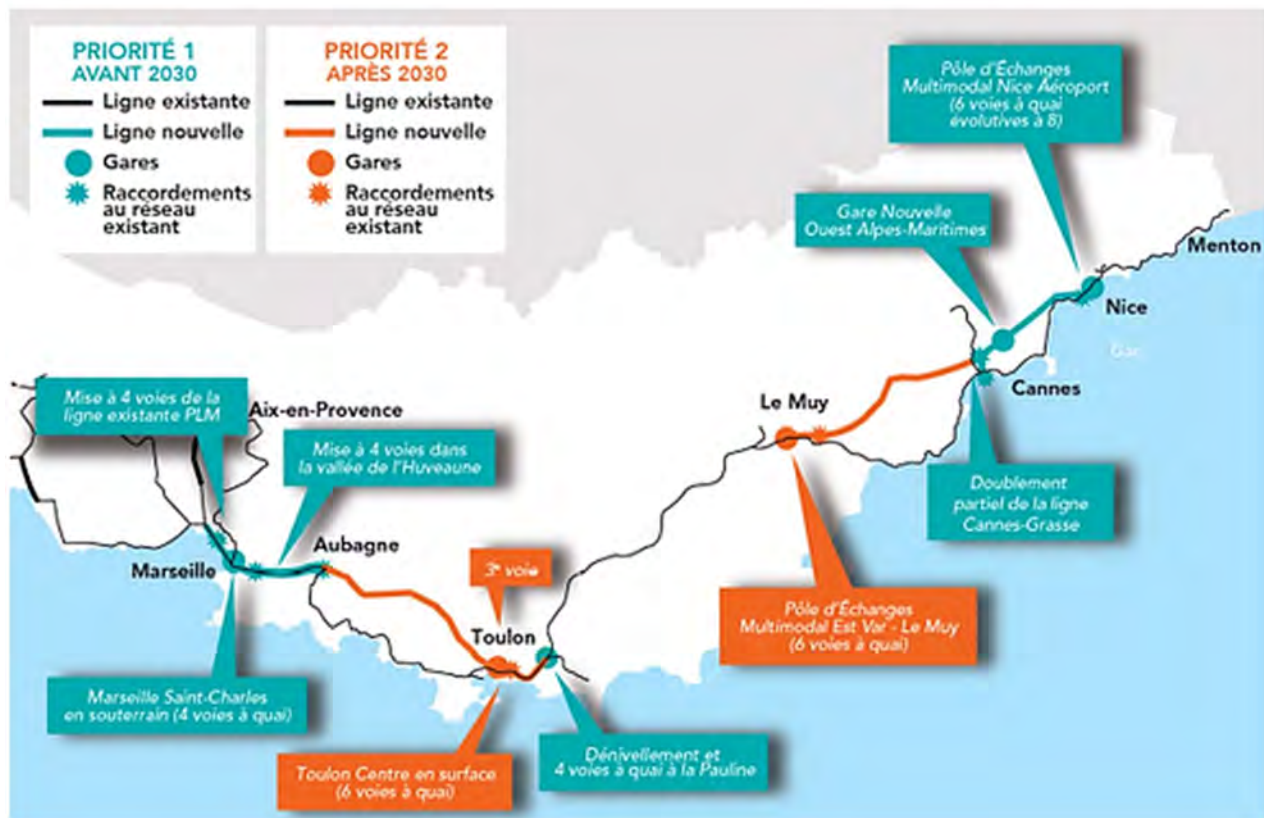 PRIORITÉ 1
AVANT 2030
Ligne existante
Ligne nouvelle
Gares
Raccordements
au réseau
existant
PRIORITÉ 2
APRÈS 2030
Ligne existante
Ligne nouvelle
Gares
Raccordements
au réseau
existant
Pôle d'Échanges
Multimodal Nice Aéroport
(6 voies à quai
évolutives à 8)
Gare Nouvelle
Ouest Alpes-Maritimes
Menton
Nice
Gar
Cannes
Mise à 4 voies de la
ligne existante PLM
Aix-en-Provence
Le Muy
Mise à 4 voies dans
la vallée de l'Huveaune
Doublement
partiel de la ligne
Cannes-Grasse
Aubagne
Marseille
3e voie
Toulon
Pôle d'Échanges
Multimodal Est Var - Le Muy
(6 voies à quai)
Marseille Saint-Charles
en souterrain (4 voies à quai)
Toulon Centre en surface
(6 voies à quai)
Dénivellement et
4 voies à quai à la Pauline